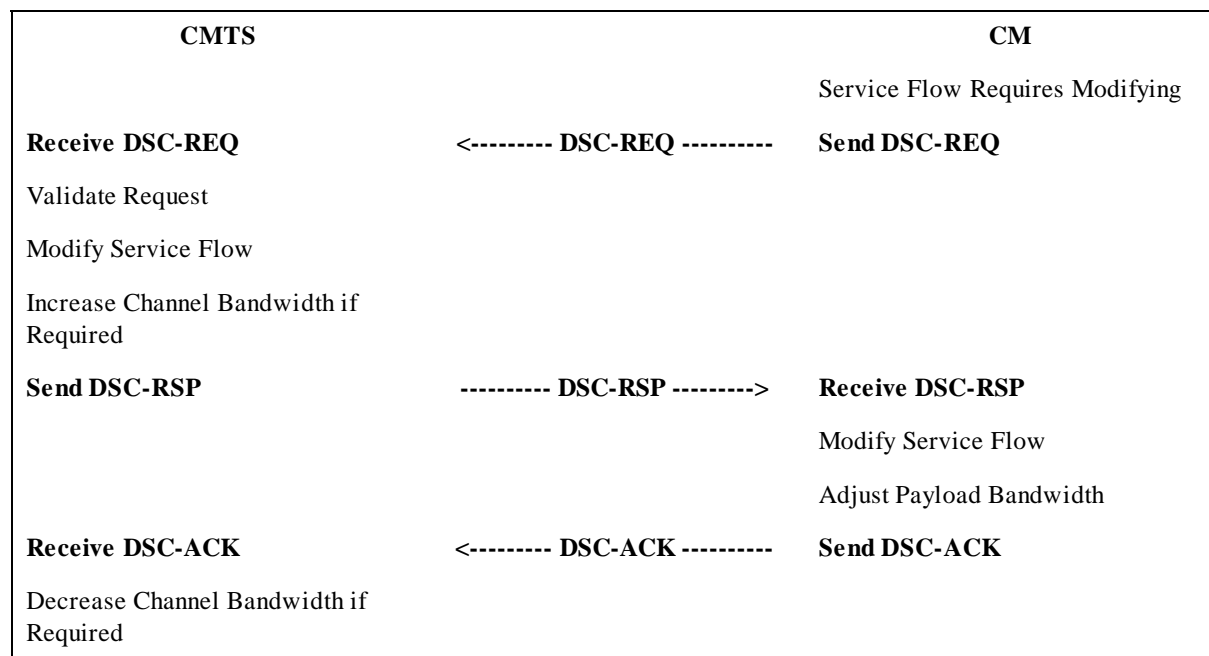 CMTS CM
Service Flow Requires Modifying
Receive DSC-REQ <--------- DSC-REQ ---------- Send DSC-REQ
Validate Request
Modify Service Flow
Increase Channel Bandwidth if
Required
Send DSC-RSP ---------- DSC-RSP ---------> Receive DSC-RSP
Modify Service Flow
Adjust Payload Bandwidth
Receive DSC-ACK <--------- DSC-ACK ---------- Send DSC-ACK
Decrease Channel Bandwidth if
Required